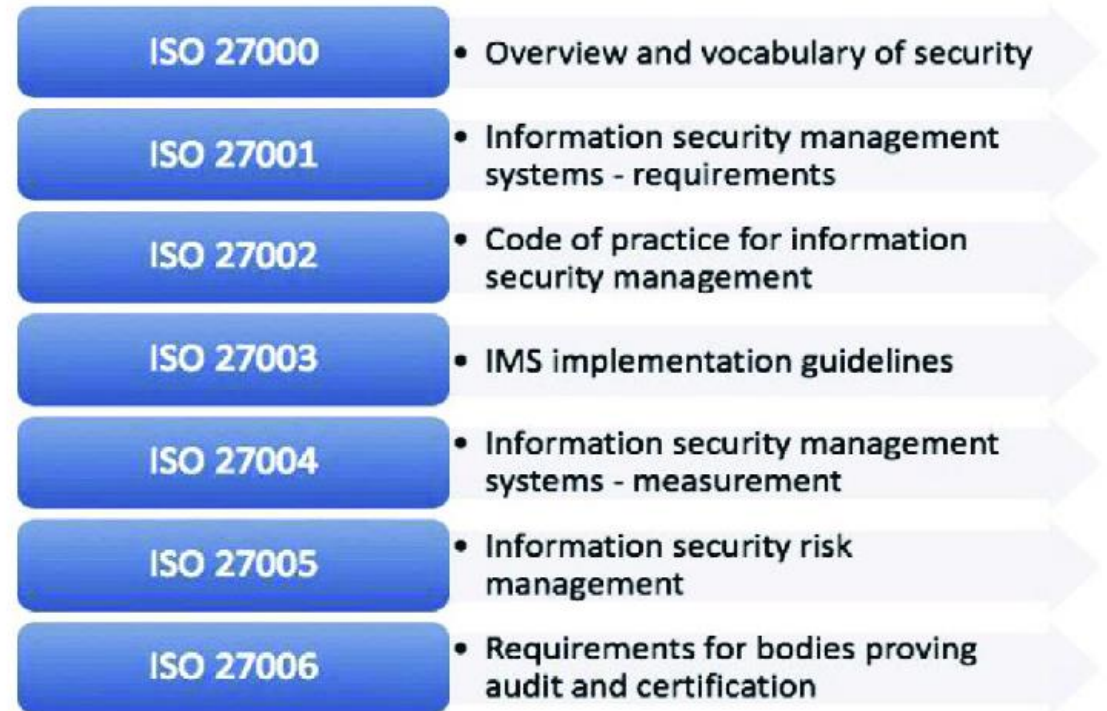 ISO 27000
• Overview and vocabulary of security
ISO 27001
• Information security management
systems - requirements
ISO 27002
• Code of practice for information
security management
ISO 27003
• IMS implementation guidelines
ISO 27004
• Information security management
systems - measurement
ISO 27005
• Information security risk
management
ISO 27006
• Requirements for bodies proving
audit and certification